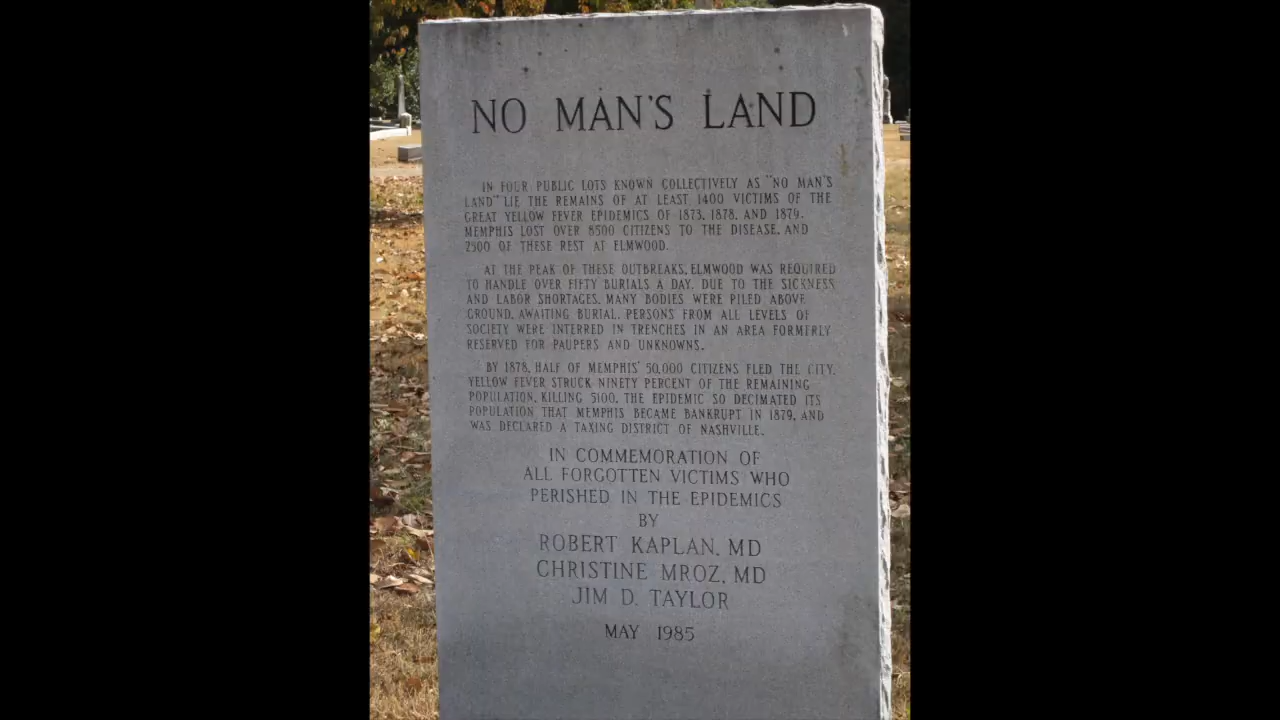 NO MAN'S LAND
IN FOUR PUBLIC LOTS KNOWN COLLECTIVELY AS "NO MAN'S
LAND" LIE THE REMAINS OF AT LEAST 1400 VICTIMS OF THE
GREAT YELLOW FEVER EPIDEMICS OF 1873, 1878, AND 1879.
MEMPHIS LOST OVER 8500 CITIZENS TO THE DISEASE, AND
2500 OF THESE REST AT ELMWOOD.
AT THE PEAK OF THESE OUTBREAKS, ELMWOOD WAS REQUIRED
TO HANDLE OVER FIFTY BURIALS A DAY. DUE TO THE SICKNESS
AND LABOR SHORTAGES, MANY BODIES WERE PILED ABOVE
GROUND, AWAITING BURIAL. PERSONS FROM ALL LEVELS OF
SOCIETY WERE INTERRED IN TRENCHES IN AN AREA FORMERLY
RESERVED FOR PAUPERS AND UNKNOWNS.
BY 1878, HALF OF MEMPHIS' 50,000 CITIZENS FLED THE CITY.
YELLOW FEVER STRUCK NINETY PERCENT OF THE REMAINING
POPULATION, KILLING 5100. THE EPIDEMIC SO DECIMATED ITS
POPULATION THAT MEMPHIS BECAME BANKRUPT IN 1879, AND
WAS DECLARED A TAXING DISTRICT OF NASHVILLE.
IN COMMEMORATION OF
ALL FORGOTTEN VICTIMS WHO
PERISHED IN THE EPIDEMICS
BY
ROBERT KAPLAN, MD
CHRISTINE MROZ, MD
JIM D. TAYLOR
MAY 1985